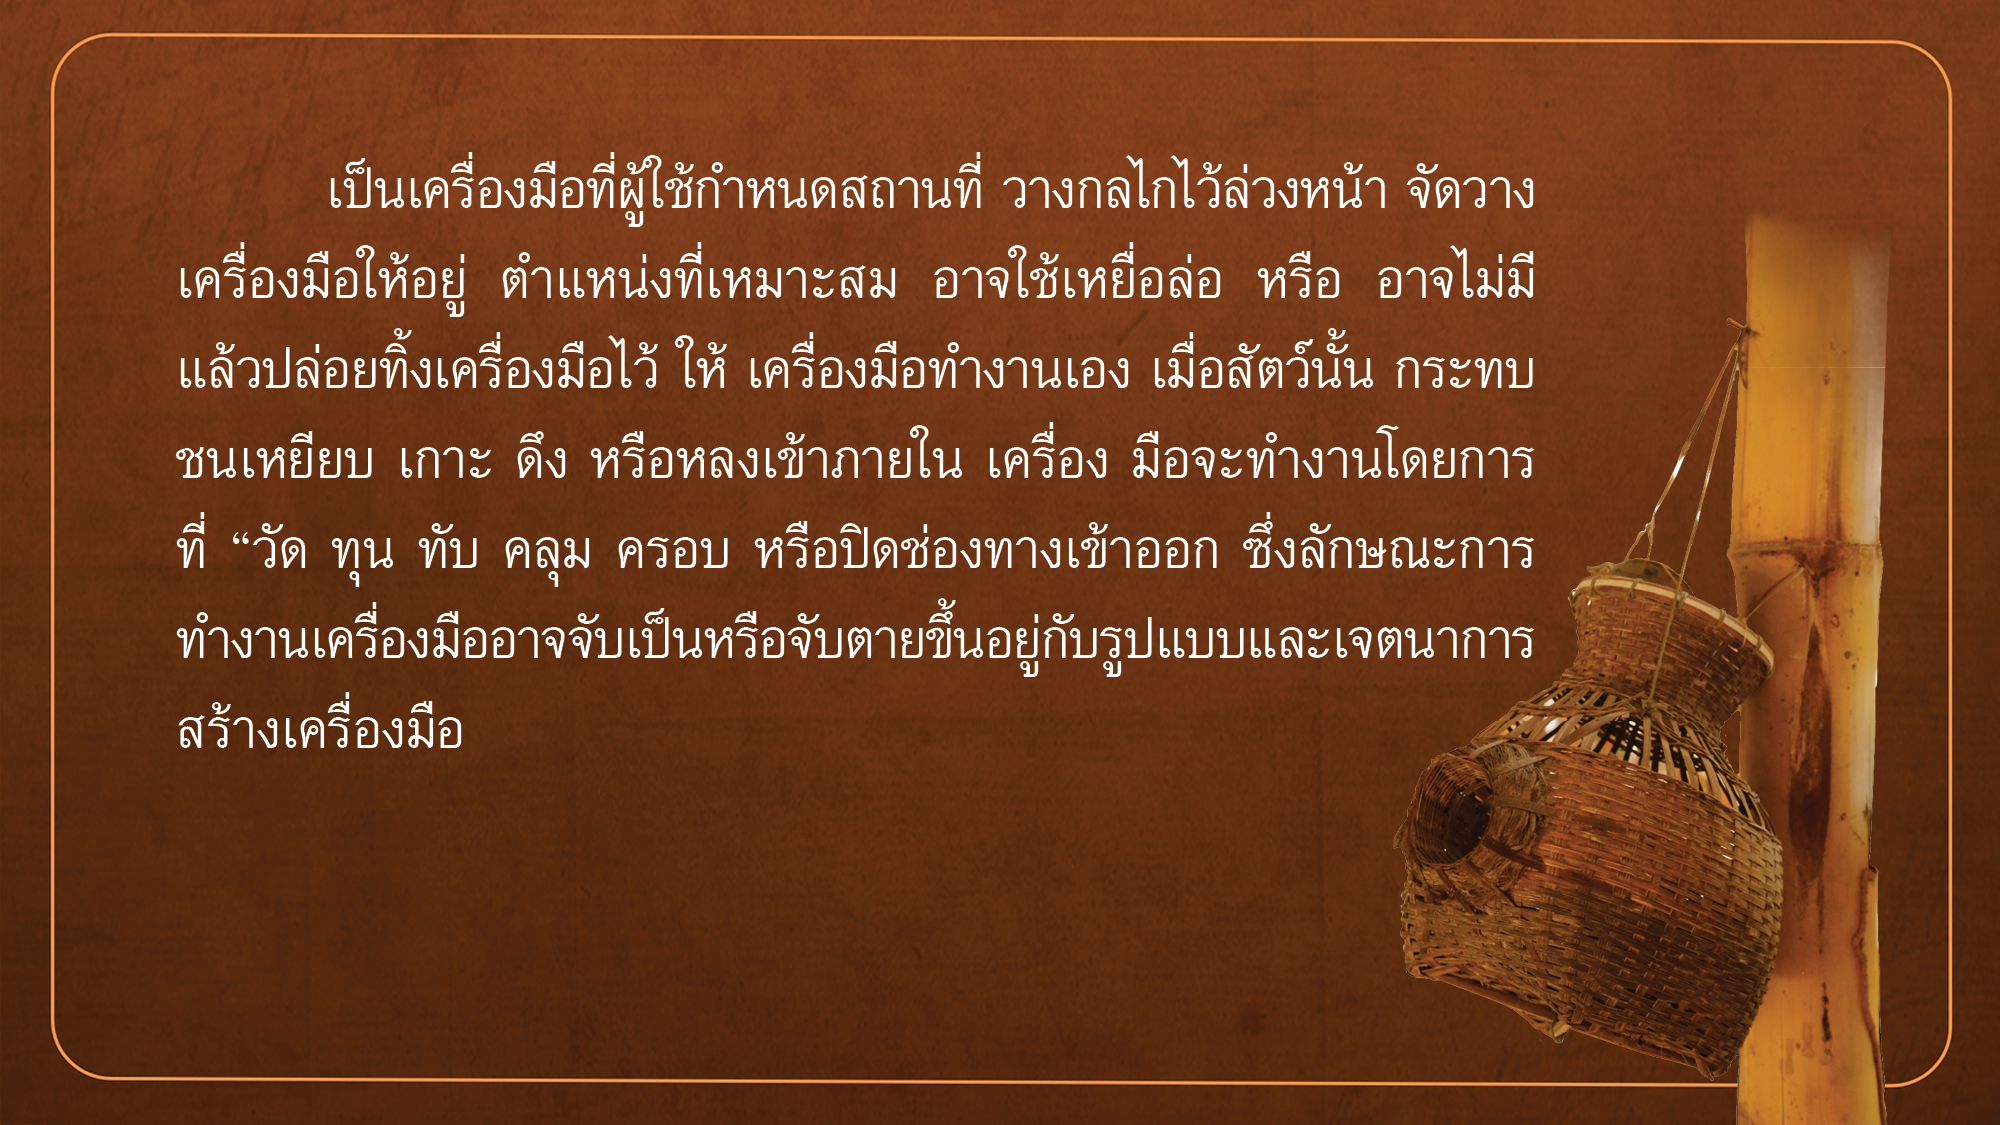 เป็นเครื่องมือที่ผู้ใช้กำหนดสถานที่ วางกลไกไว้ล่วงหน้า จัดวาง
เครื่องมือให้อยู่ ตำแหน่งที่เหมาะสม อาจใช้เหยื่อล่อ หรือ อาจไม่มี
แล้วปล่อยทิ้งเครื่องมือไว้ ให้ เครื่องมือทำงานเอง เมื่อสัตว์นั้น กระทบ
ชนเหยียบ เกาะ ดึง หรือหลงเข้าภายใน เครื่อง มือจะทำงานโดยการ
ที่ “วัด ทุน ทับ คลุม ครอบ หรือปิดช่องทางเข้าออก ซึ่งลักษณะการ
ทำงานเครื่องมืออาจจับเป็นหรือจับตายขึ้นอยู่กับรูปแบบและเจตนาการ
สร้างเครื่องมือ